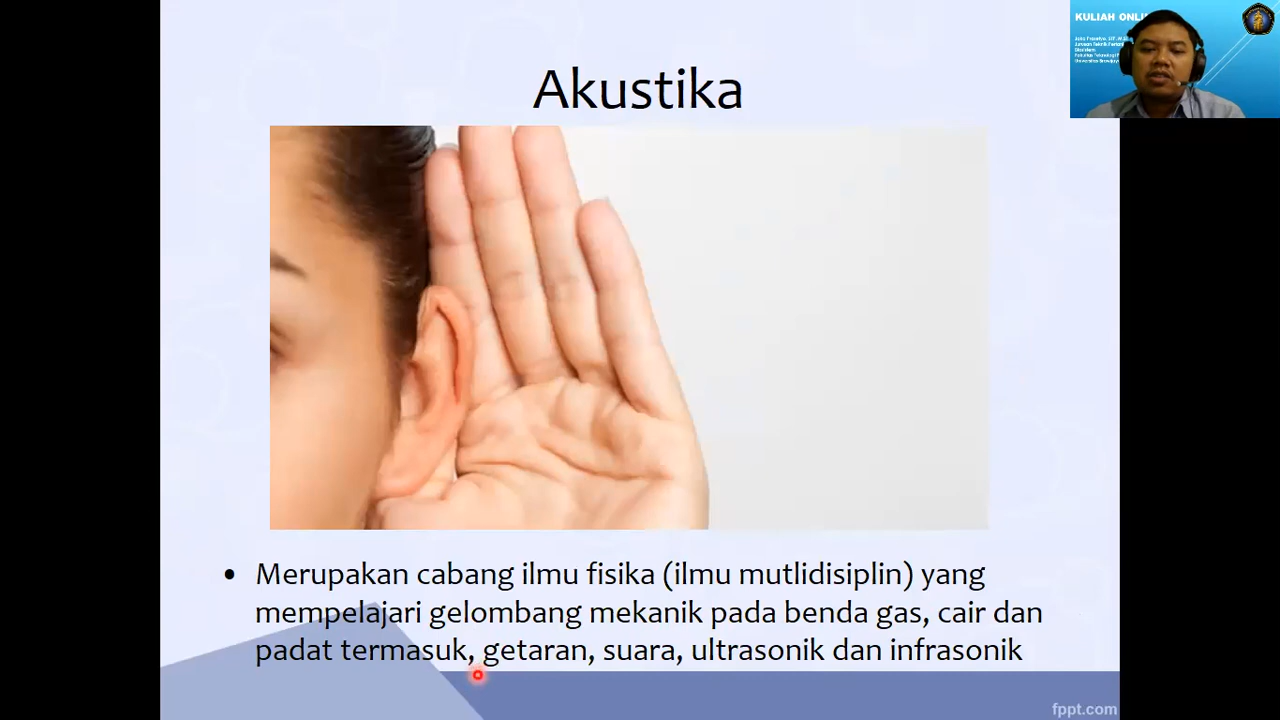 Akustika
KULIAH ONLI
• Merupakan cabang ilmu fisika (ilmu mutlidisiplin) yang
mempelajari gelombang mekanik pada benda gas, cair dan
padat termasuk, getaran, suara, ultrasonik dan infrasonik
fppt.com